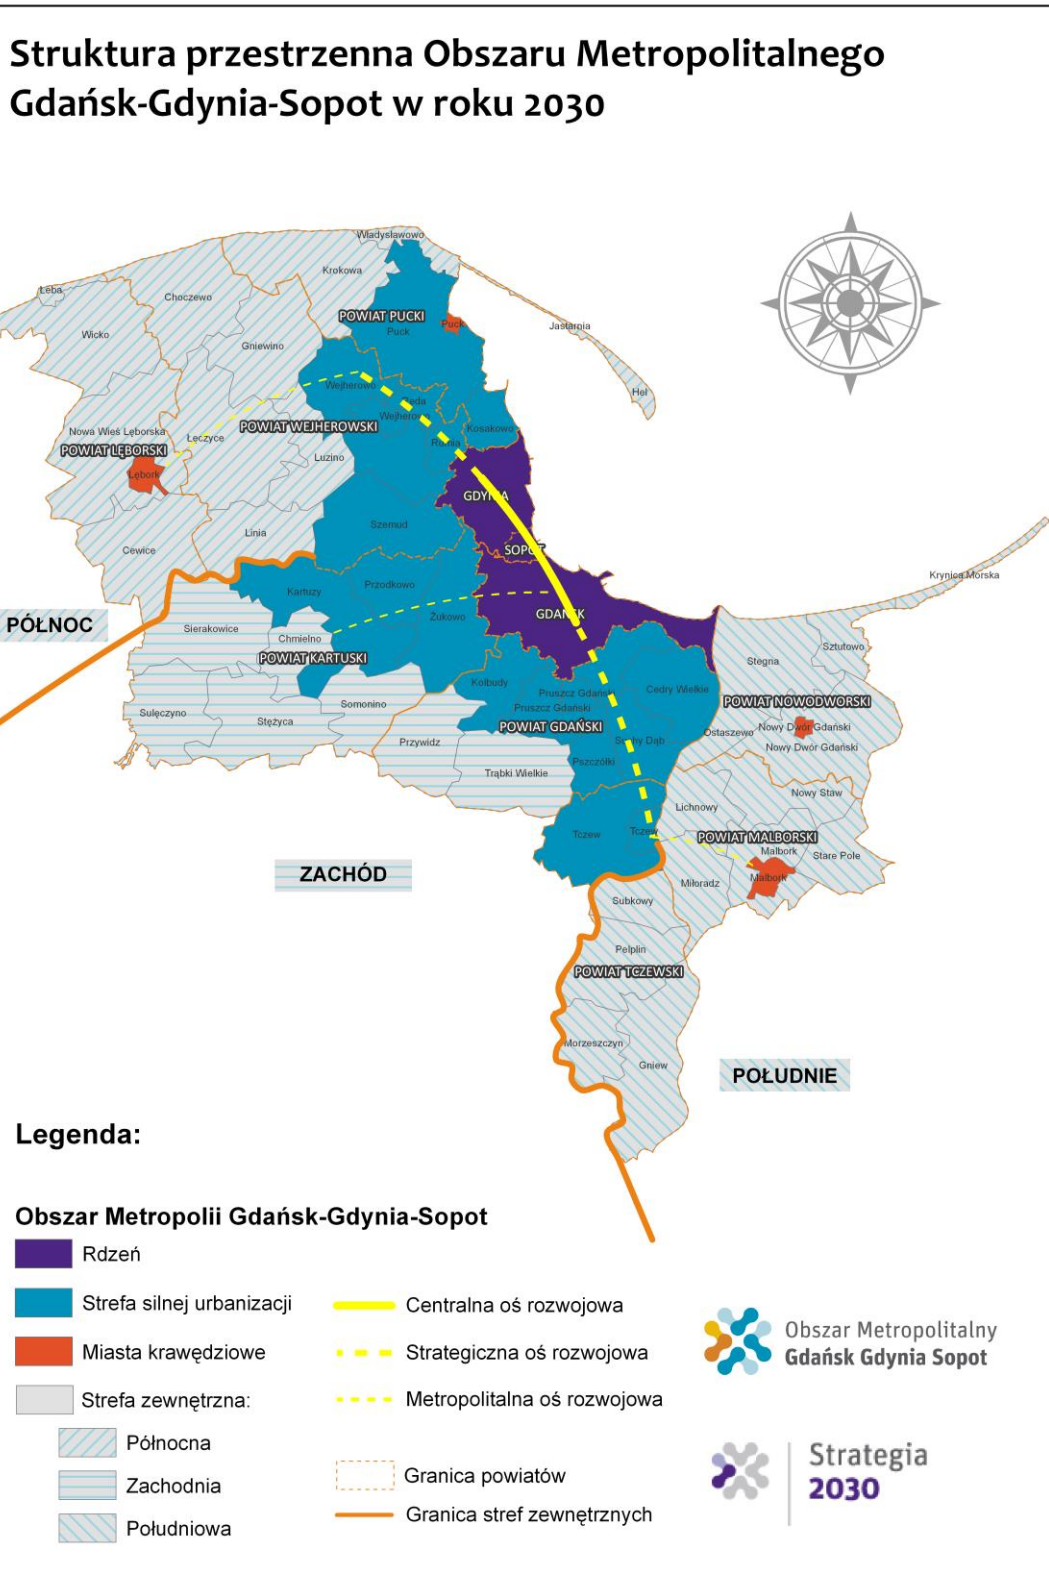 Struktura przestrzenna Obszaru Metropolitalnego
Gdańsk-Gdynia-Sopot w roku 2030
Władysławowo
Krokowa
Łeba
Choczewo
POWIAT PUCKI
Puck
Puck
Jastarnia
Wicko
Gniewino
Wejherowo
Hel
Reda
Wejherowo
POWIAT WEJHEROWSKI
Kosakowo
Nowa Wieś Lęborska
Łęczyce
Rumia
POWIAT LĘBORSKI
Luzino
Lębork
GDYNIA
Szemud
Linia
Cewice
SOPOT
Krynica Morska
Przodkowo
Kartuzy
GDAŃSK
Żukowo
PÓŁNOC
Sierakowice
Chmielno
Sztutowo
POWIAT KARTUSKI
Stegna
Kolbudy
Pruszcz Gdański
Cedry Wielkie
POWIAT NOWODWORSKI
Somonino
Pruszcz Gdański
Sulęczyno
Stężyca
POWIAT GDAŃSKI
Nowy Dwór Gdański
Ostaszewo
Przywidz
Suchy Dąb
Nowy Dwór Gdański
Pszczółki
Trąbki Wielkie
Nowy Staw
Lichnowy
Tczew
Tczew
POWIAT MALBORSKI
Malbork
Stare Pole
ZACHÓD
Malbork
Miłoradz
Subkowy
Pelplin
POWIAT TCZEWSKI
Morzeszczyn
Gniew
POŁUDNIE
Legenda:
Obszar Metropolii Gdańsk-Gdynia-Sopot
Rdzeń
Strefa silnej urbanizacji
Miasta krawędziowe
Strefa zewnętrzna:
Północna
Zachodnia
Południowa
Centralna oś rozwojowa
Strategiczna oś rozwojowa
Metropolitalna oś rozwojowa
Granica powiatów
Granica stref zewnętrznych
Obszar Metropolitalny
Gdańsk Gdynia Sopot
Strategia
2030